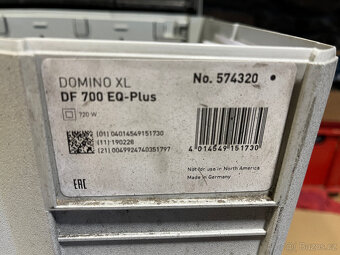 DOMINO XL
No. 574320
DF 700 EQ-Plus
720 W
(01) 04014549151730
(11) 190228
(21) 0049924740351797
4 014549 151730
Not for use in North America
Made in Germany
EAC